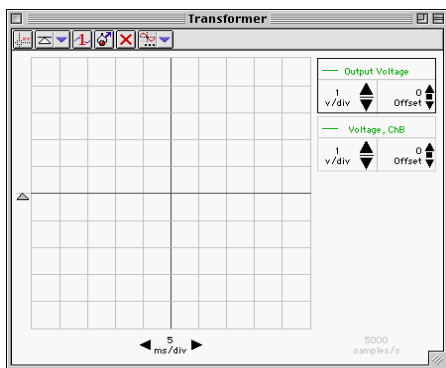 Transformer
Output Voltage
1
v/div
0
Offset
Voltage, ChB
1
v/div
0
Offset
5
ms/div
5000
samples/s